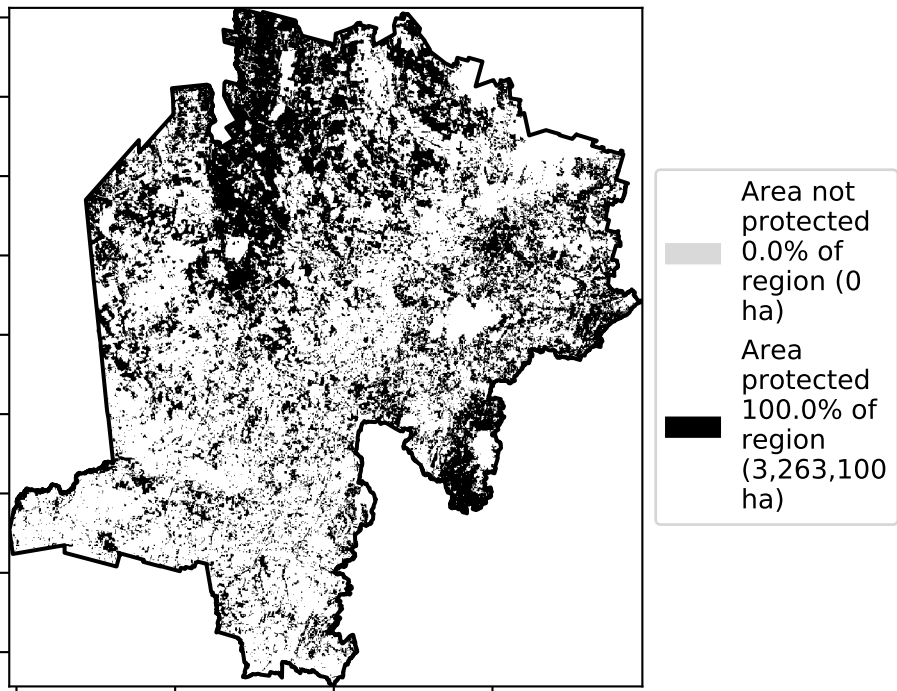 Area not
protected
0.0% of
region (0
ha)
Area
protected
100.0% of
region
(3,263,100
ha)